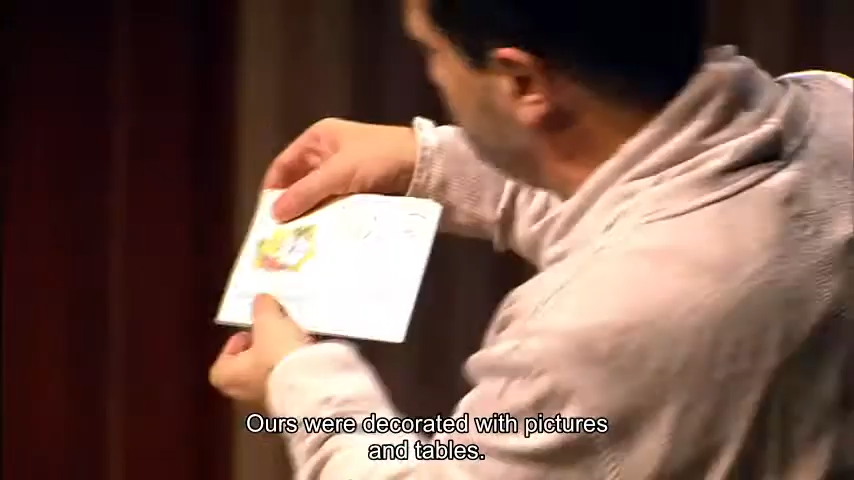 Ours were decorated with pictures
and tables.